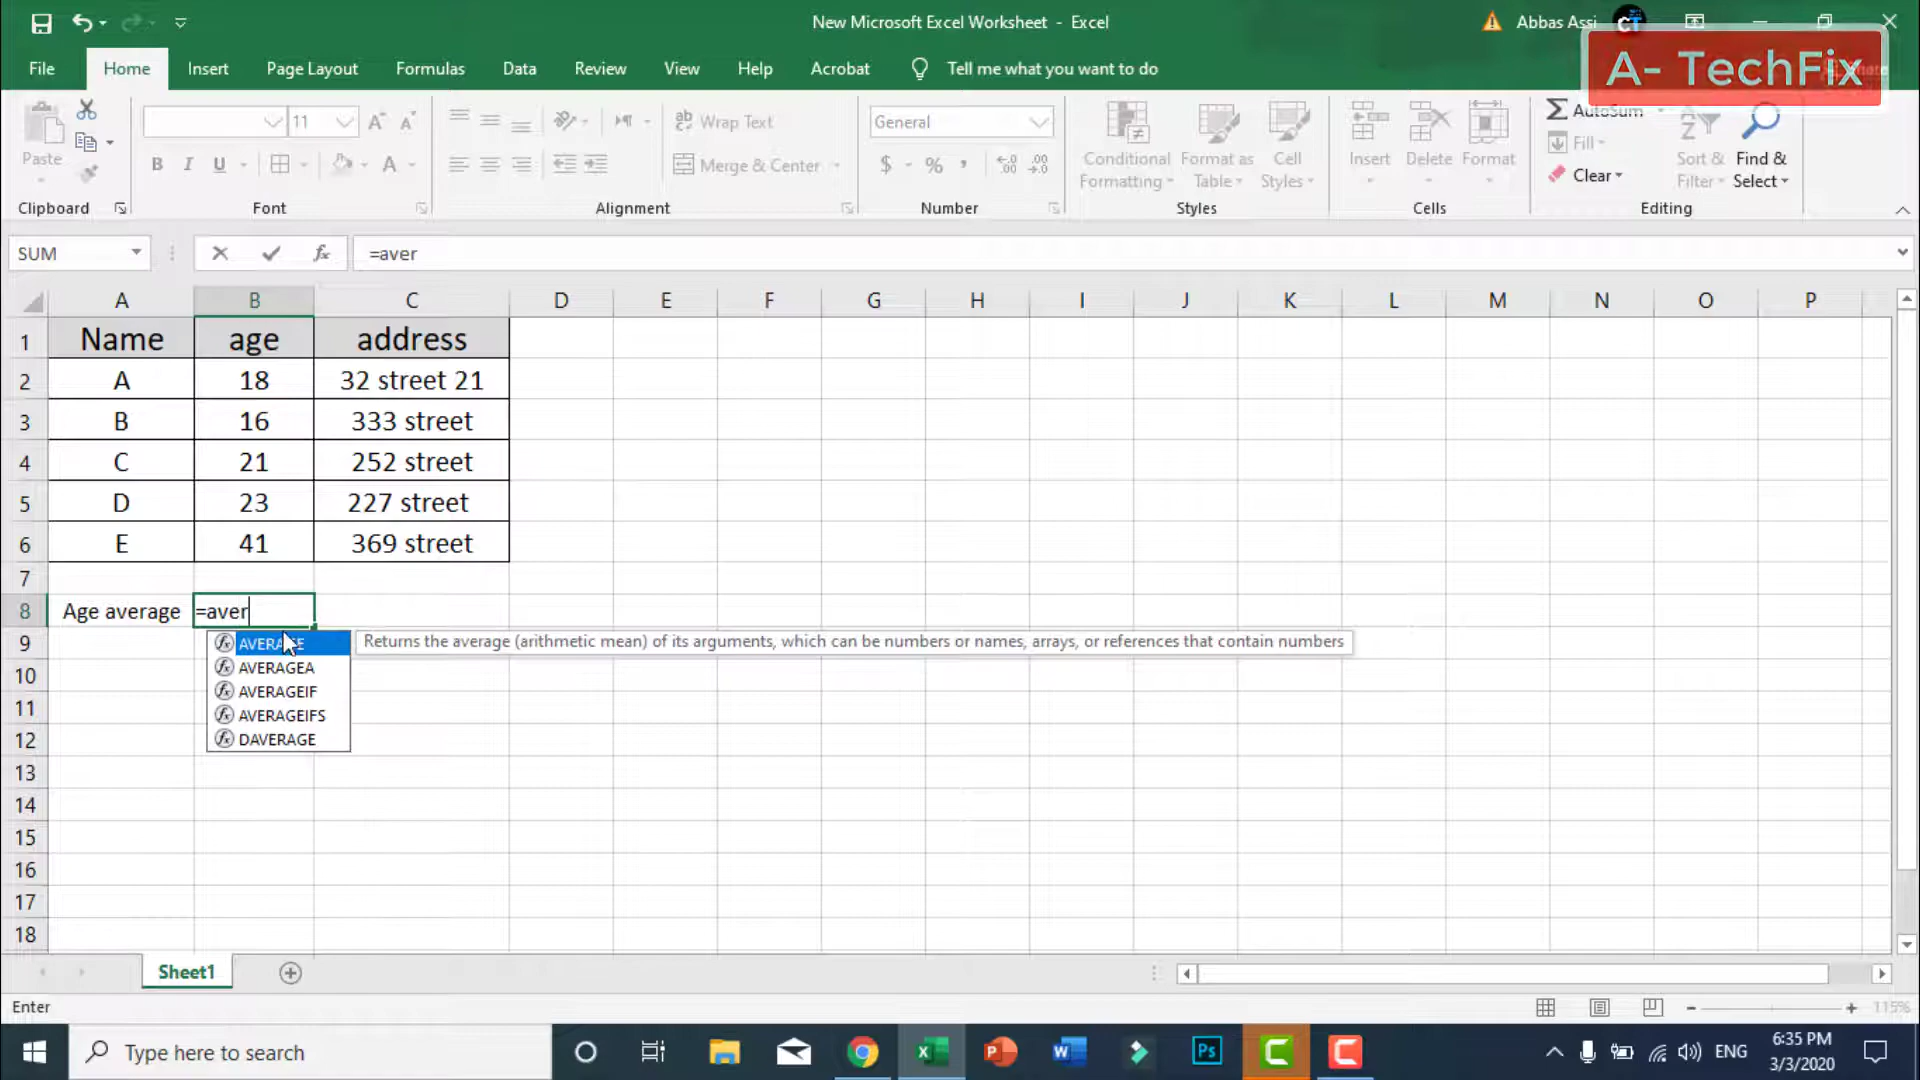 New Microsoft Excel Worksheet - Excel
Abbas Assi
CT
A- TechFix
File Home Insert Page Layout Formulas Data Review View Help Acrobat Tell me what you want to do
Paste
11
Wrap Text
General
Conditional Formatting
Format as Table
Cell Styles
Insert Delete Format
AutoSum
Fill
Clear
Sort & Filter
Find & Select
B I U
A
Merge & Center
$ % ,
Clipboard Font Alignment Number Styles Cells Editing
SUM
fx
=aver
A B C D E F G H I J K L M N O P
1 Name age address
2 A 18 32 street 21
3 B 16 333 street
4 C 21 252 street
5 D 23 227 street
6 E 41 369 street
7
8 Age average =aver
9 AVERAGE Returns the average (arithmetic mean) of its arguments, which can be numbers or names, arrays, or references that contain numbers
AVERAGEA
10
AVERAGEIF
11 AVERAGEIFS
12 DAVERAGE
13
14
15
16
17
18
Sheet1
Enter
115%
Type here to search
ENG
6:35 PM
3/3/2020